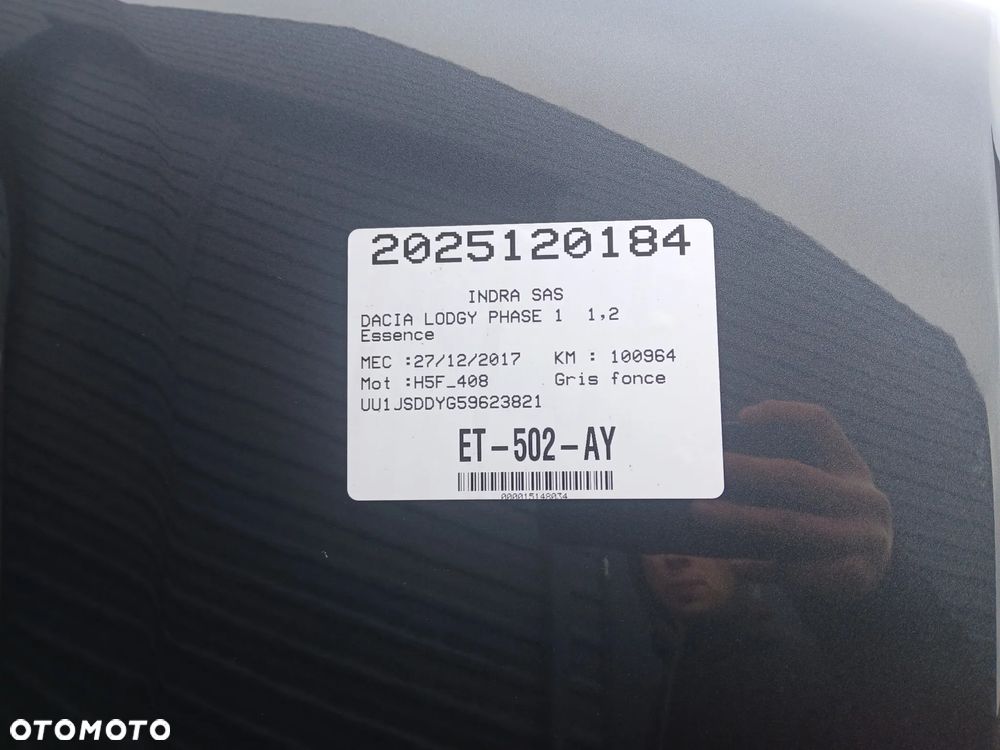 2025120184
INDRA SAS
DACIA LODGY PHASE 1 1,2
Essence
MEC :27/12/2017 KM : 100964
Mot :H5F_408 Gris fonce
UU1JSDDYG59623821
ET-502-AY
000015148034
OTOMOTO